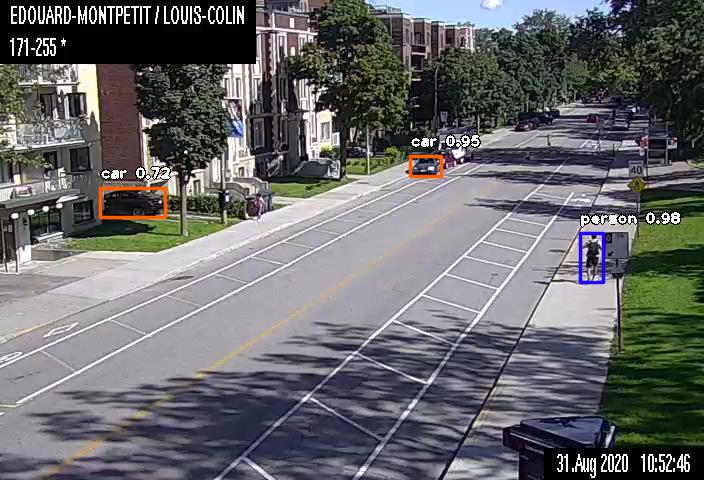 EDOUARD-MONTPETIT / LOUIS-COLIN
171-255 *
car 0.95
car 0.72
40
person 0.98
31.Aug 2020 10:52:46